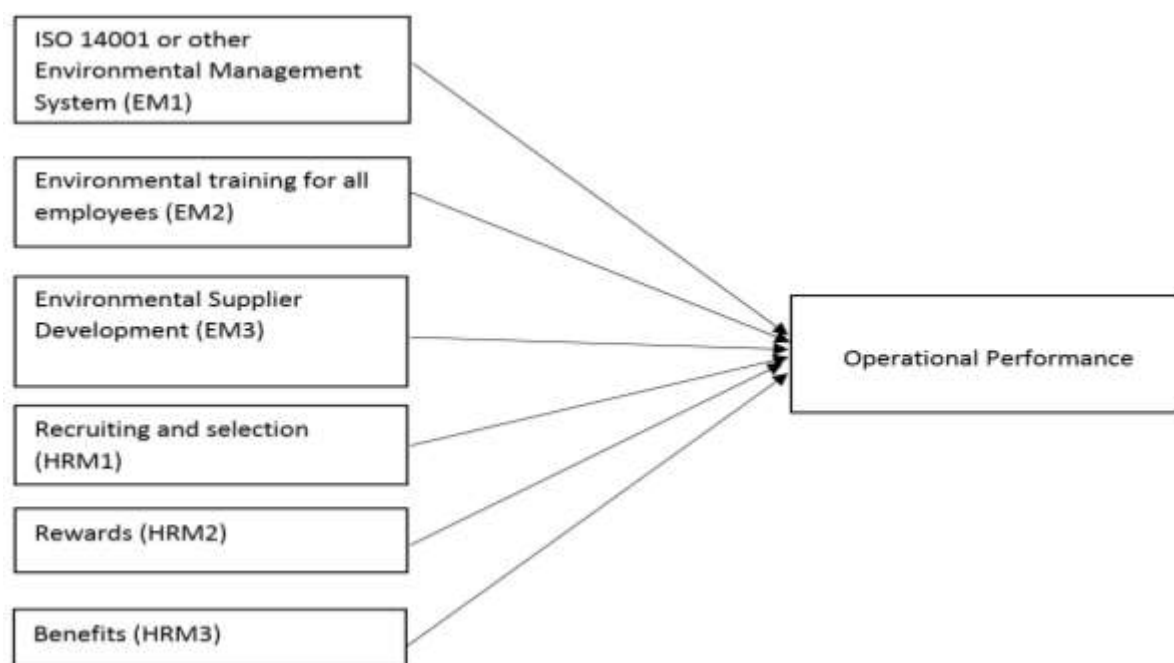 ISO 14001 or other
Environmental Management
System (EM1)
Environmental training for all
employees (EM2)
Environmental Supplier
Development (EM3)
Recruiting and selection
(HRM1)
Rewards (HRM2)
Benefits (HRM3)
Operational Performance